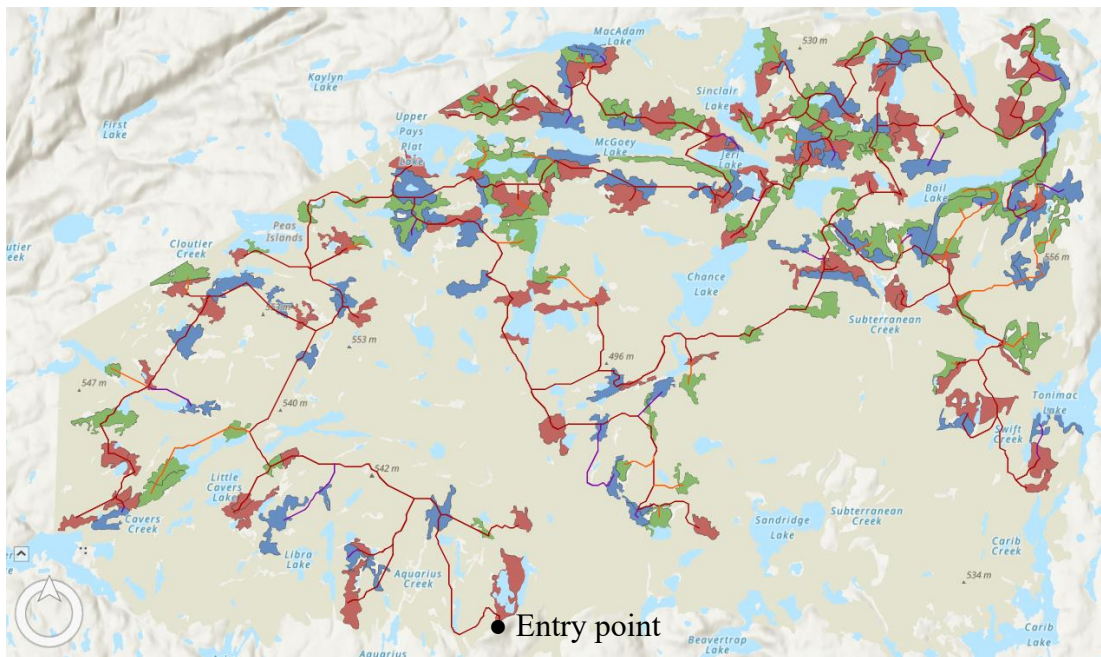 MacAdam
Lake
530 m
Kaylyn
Lake
Sinclair
Lake
First
Lake
Upper
Pays
Plat
Lake
McGoey
Lake
Jeri
Lake
Boil
Lake
Peas
Islands
Cloutier
Creek
Chance
Lake
556 m
553 m
Subterranean
Creek
496 m
547 m
540 m
Tonimac
Lake
Swift
Creek
542 m
Little
Cavers
Lake
Cavers
Creek
Sandridge
Lake
Subterranean
Creek
Libra
Lake
Carib
Creek
Aquarius
Creek
534 m
Entry point
Beavertrap
Lake
Carib
Lake
Aquarius